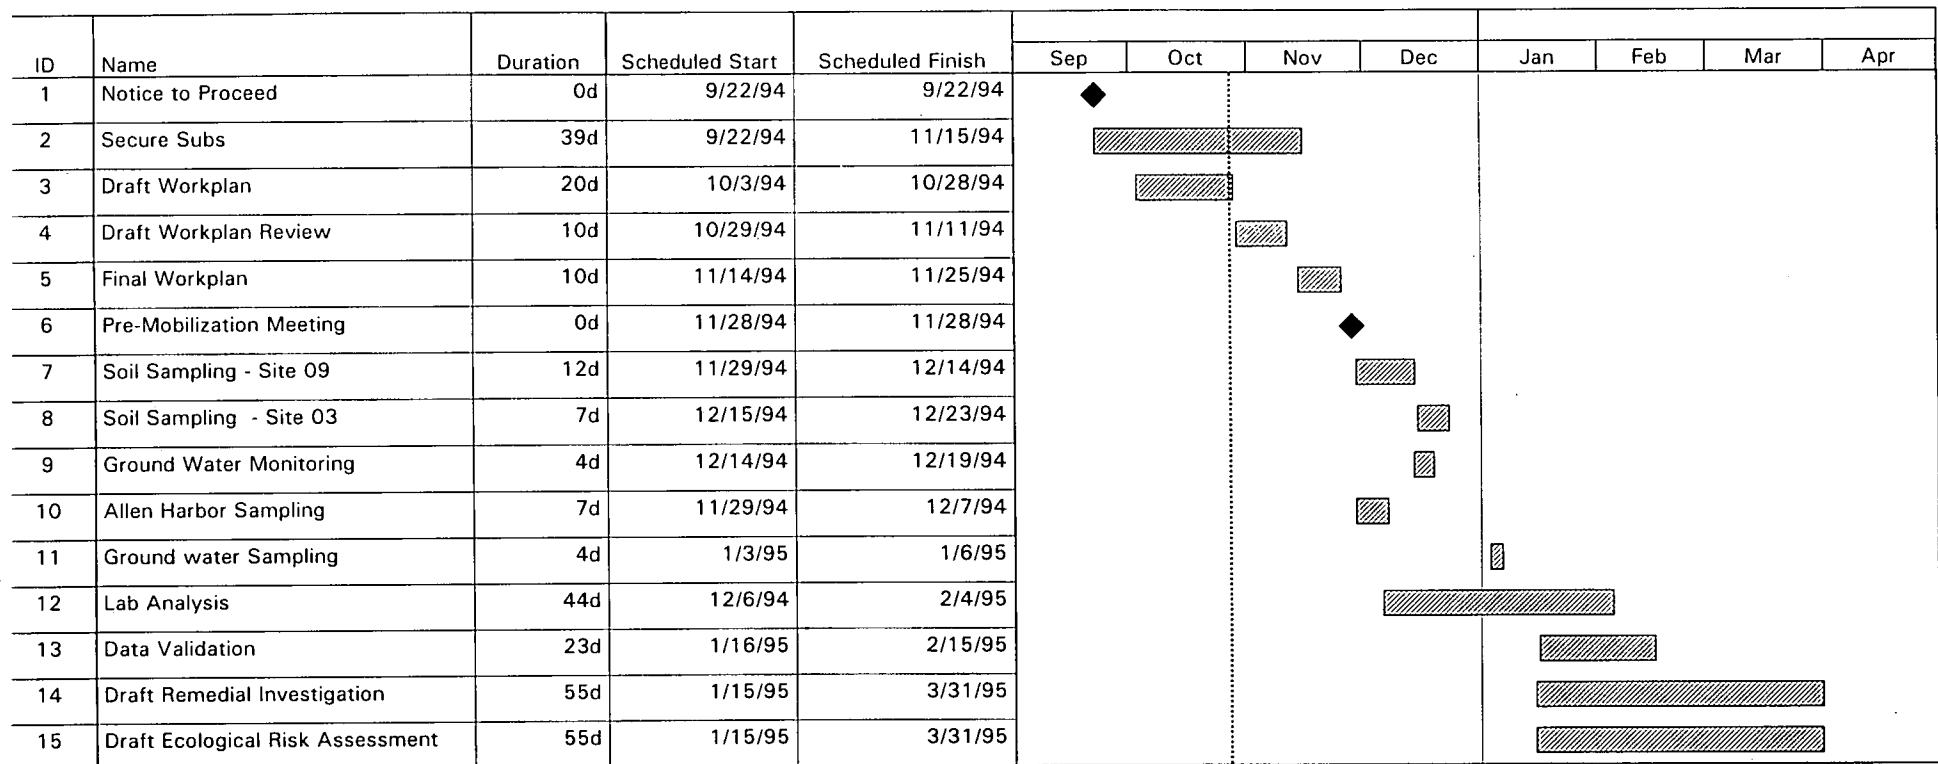 ID Name Duration Scheduled Start Scheduled Finish Sep Oct Nov Dec Jan Feb Mar Apr
1 Notice to Proceed 0d 9/22/94 9/22/94
2 Secure Subs 39d 9/22/94 11/15/94
3 Draft Workplan 20d 10/3/94 10/28/94
4 Draft Workplan Review 10d 10/29/94 11/11/94
5 Final Workplan 10d 11/14/94 11/25/94
6 Pre-Mobilization Meeting 0d 11/28/94 11/28/94
7 Soil Sampling - Site 09 12d 11/29/94 12/14/94
8 Soil Sampling - Site 03 7d 12/15/94 12/23/94
9 Ground Water Monitoring 4d 12/14/94 12/19/94
10 Allen Harbor Sampling 7d 11/29/94 12/7/94
11 Ground water Sampling 4d 1/3/95 1/6/95
12 Lab Analysis 44d 12/6/94 2/4/95
13 Data Validation 23d 1/16/95 2/15/95
14 Draft Remedial Investigation 55d 1/15/95 3/31/95
15 Draft Ecological Risk Assessment 55d 1/15/95 3/31/95